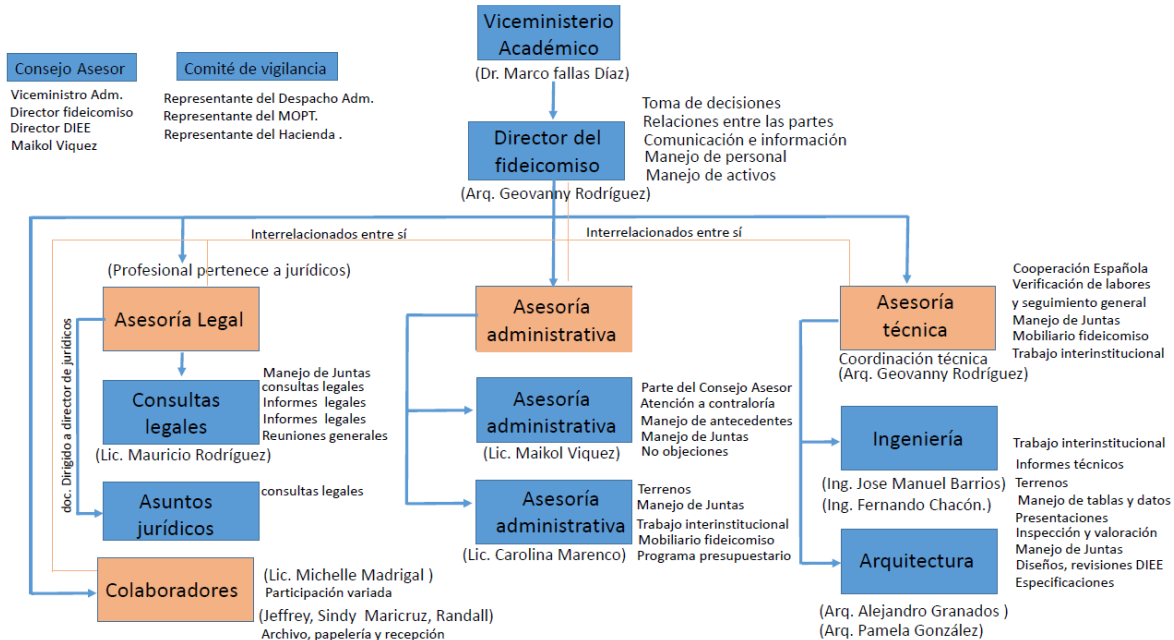 Viceministerio
Académico
(Dr. Marco fallas Díaz)
Consejo Asesor
Viceministro Adm.
Director fideicomiso
Director DIEE
Maikol Viquez
Comité de vigilancia
Representante del Despacho Adm.
Representante del MOPT.
Representante del Hacienda .
Director del
fideicomiso
(Arq. Geovanny Rodríguez)
Toma de decisiones
Relaciones entre las partes
Comunicación e información
Manejo de personal
Manejo de activos
Interrelacionados entre sí
Interrelacionados entre sí
(Profesional pertenece a jurídicos)
Asesoría Legal
doc. Dirigido a director de jurídicos
Consultas
legales
(Lic. Mauricio Rodríguez)
Manejo de Juntas
consultas legales
Informes legales
Informes legales
Reuniones generales
Asuntos
jurídicos
consultas legales
Colaboradores
(Lic. Michelle Madrigal )
Participación variada
(Jeffrey, Sindy Maricruz, Randall)
Archivo, papelería y recepción
Asesoría
administrativa
Asesoría
administrativa
(Lic. Maikol Viquez)
Parte del Consejo Asesor
Atención a contraloría
Manejo de antecedentes
Manejo de Juntas
No objeciones
Asesoría
administrativa
(Lic. Carolina Marenco)
Terrenos
Manejo de Juntas
Trabajo interinstitucional
Mobiliario fideicomiso
Programa presupuestario
Asesoría
técnica
Coordinación técnica
(Arq. Geovanny Rodríguez)
Cooperación Española
Verificación de labores
y seguimiento general
Manejo de Juntas
Mobiliario fideicomiso
Trabajo interinstitucional
Ingeniería
(Ing. Jose Manuel Barrios)
(Ing. Fernando Chacón.)
Trabajo interinstitucional
Informes técnicos
Terrenos
Manejo de tablas y datos
Presentaciones
Inspección y valoración
Manejo de Juntas
Diseños, revisiones DIEE
Especificaciones
Arquitectura
(Arq. Alejandro Granados )
(Arq. Pamela González)